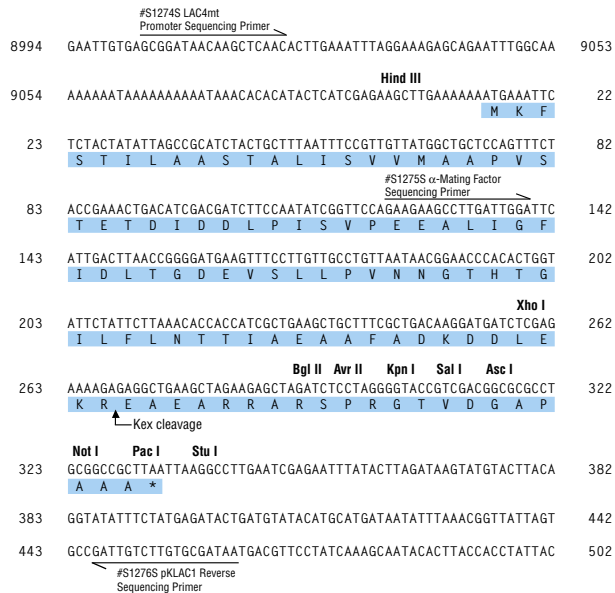 #S1274S LAC4mt
Promoter Sequencing Primer
8994 GAATTGTGAGCGGATAACAAGCTCAACACTTGAAATTTAGGAAAGAGCAGAATTTGGCAA 9053
Hind III
9054 AAAAAATAAAAAAAAAAATAAACACACATACTCATCGAGAAGCTTGAAAAAAATGAAATTC 22
M K F
23 TCTACTATATTAGCCGCATCTACTGCTTTAATTTCCGTTGTTATGGCTGCTCCAGTTTCT 82
S T I L A A S T A L I S V V M A A P V S
#S1275S α-Mating Factor
Sequencing Primer
83 ACCGAAACTGACATCGACGATCTTCCAATATCGGTTCCAGAAGAAGCCTTGATTGGATTC 142
T E T D I D D L P I S V P E E A L I G F
143 ATTGACTTAACCGGGGATGAAGTTTCCTTGTTGCCTGTTAATAACGGAACCCACACTGGT 202
I D L T G D E V S L L P V N N G T H T G
Xho I
203 ATTCTATTCTTAAACACCACCATCGCTGAAGCTGCTTTCGCTGACAAGGATGATCTCGAG 262
I L F L N T T I A E A A F A D K D D L E
Bgl II Avr II Kpn I Sal I Asc I
263 AAAAGAGAGGCTGAAGCTAGAAGAGCTAGATCTCCTAGGGGTACCGTCGACGGCGCGCCT 322
K R E A E A R R A R S P R G T V D G A P
Kex cleavage
Not I Pac I Stu I
323 GCGGCCGCTTAATTAAGGCCTTGAATCGAGAATTTATACTTAGATAAGTATGTACTTACA 382
A A A *
383 GGTATATTTCTATGAGATACTGATGTATACATGCATGATAATATTTAAACGGTTATTAGT 442
443 GCCGATTGTCTTGTGCGATAATGACGTTCCTATCAAAGCAATACACTTACCACCTATTAC 502
#S1276S pKLAC1 Reverse
Sequencing Primer